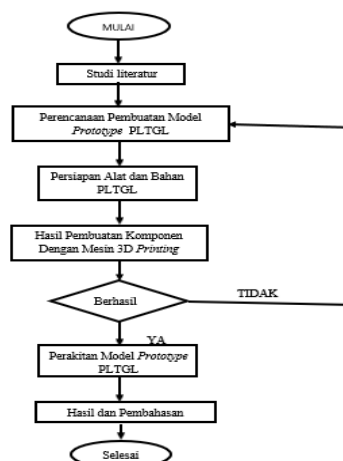 MULAI
Studi literatur
Perencanaan Pembuatan Model
Prototype PLTGL
Persiapan Alat dan Bahan
PLTGL
Hasil Pembuatan Komponen
Dengan Mesin 3D Printing
Berhasil
TIDAK
YA
Perakitan Model Prototype
PLTGL
Hasil dan Pembahasan
Selesai